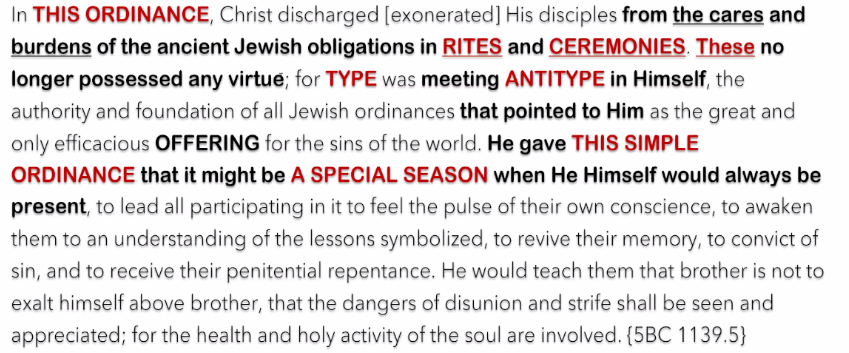 In THIS ORDINANCE, Christ discharged [exonerated] His disciples from the cares and
burdens of the ancient Jewish obligations in RITES and CEREMONIES. These no
longer possessed any virtue; for TYPE was meeting ANTITYPE in Himself, the
authority and foundation of all Jewish ordinances that pointed to Him as the great and
only efficacious OFFERING for the sins of the world. He gave THIS SIMPLE
ORDINANCE that it might be A SPECIAL SEASON when He Himself would always be
present, to lead all participating in it to feel the pulse of their own conscience, to awaken
them to an understanding of the lessons symbolized, to revive their memory, to convict of
sin, and to receive their penitential repentance. He would teach them that brother is not to
exalt himself above brother, that the dangers of disunion and strife shall be seen and
appreciated; for the health and holy activity of the soul are involved. {5BC 1139.5}